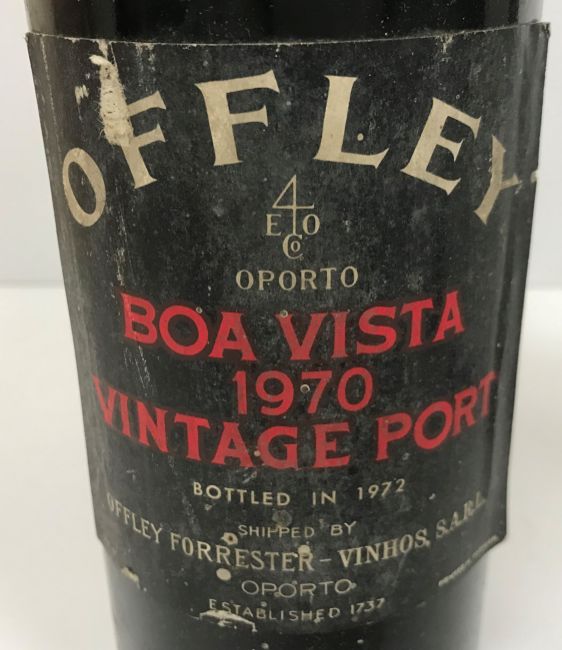 OFFLEY
4
E O
Co
OPORTO
BOA VISTA
1970
VINTAGE PORT
BOTTLED IN 1972
SHIPPED BY
OFFLEY FORRESTER - VINHOS, S.A.R.L.
OPORTO
ESTABLISHED 1737